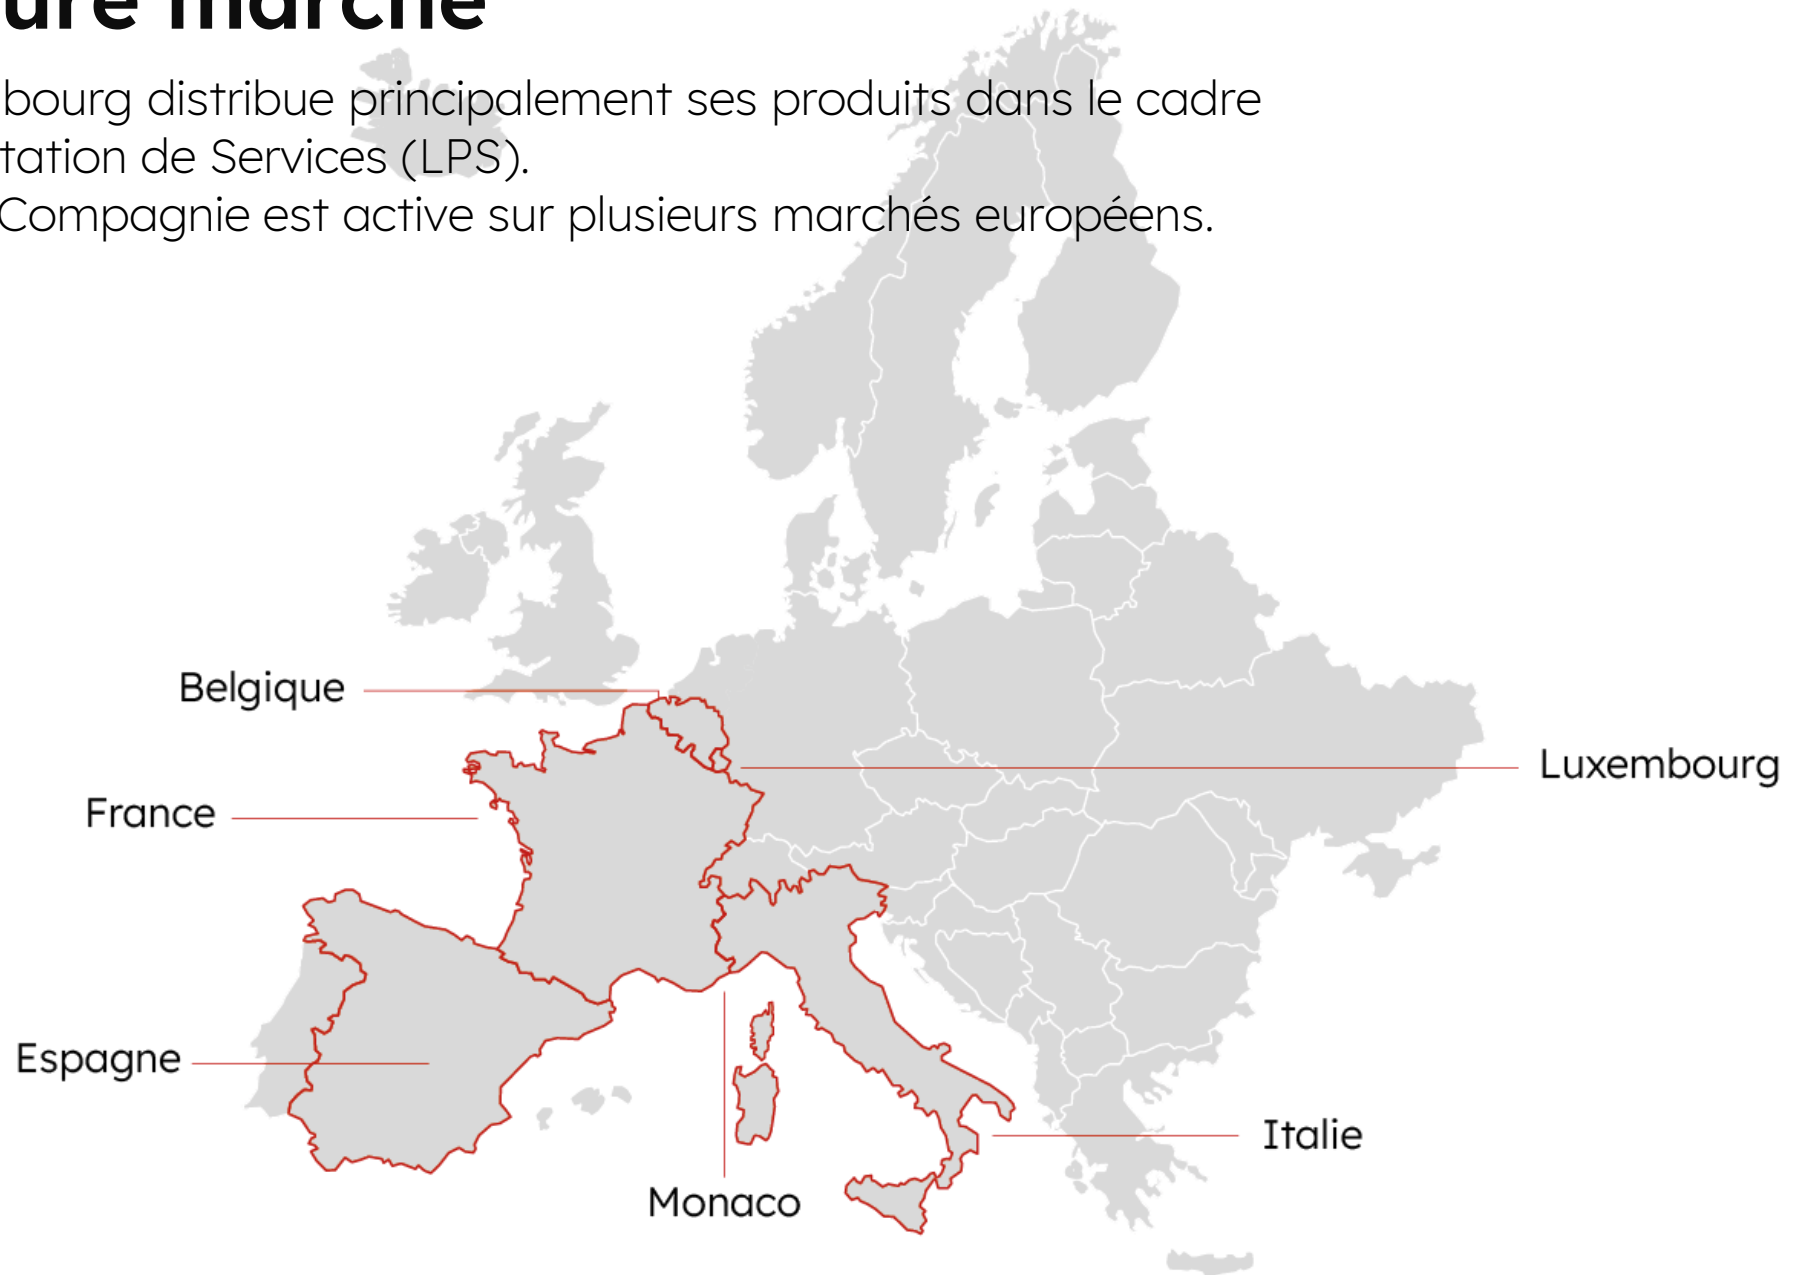 ure marché
bourg distribue principalement ses produits dans le cadre
tation de Services (LPS).
Compagnie est active sur plusieurs marchés européens.
Belgique
Luxembourg
France
Espagne
Italie
Monaco